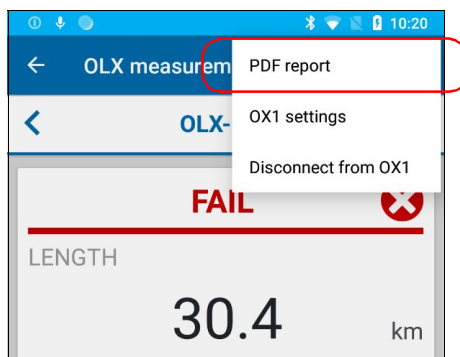 10:20
OLX measurem
PDF report
OLX-
OX1 settings
Disconnect from OX1
FAIL
LENGTH
30.4 km